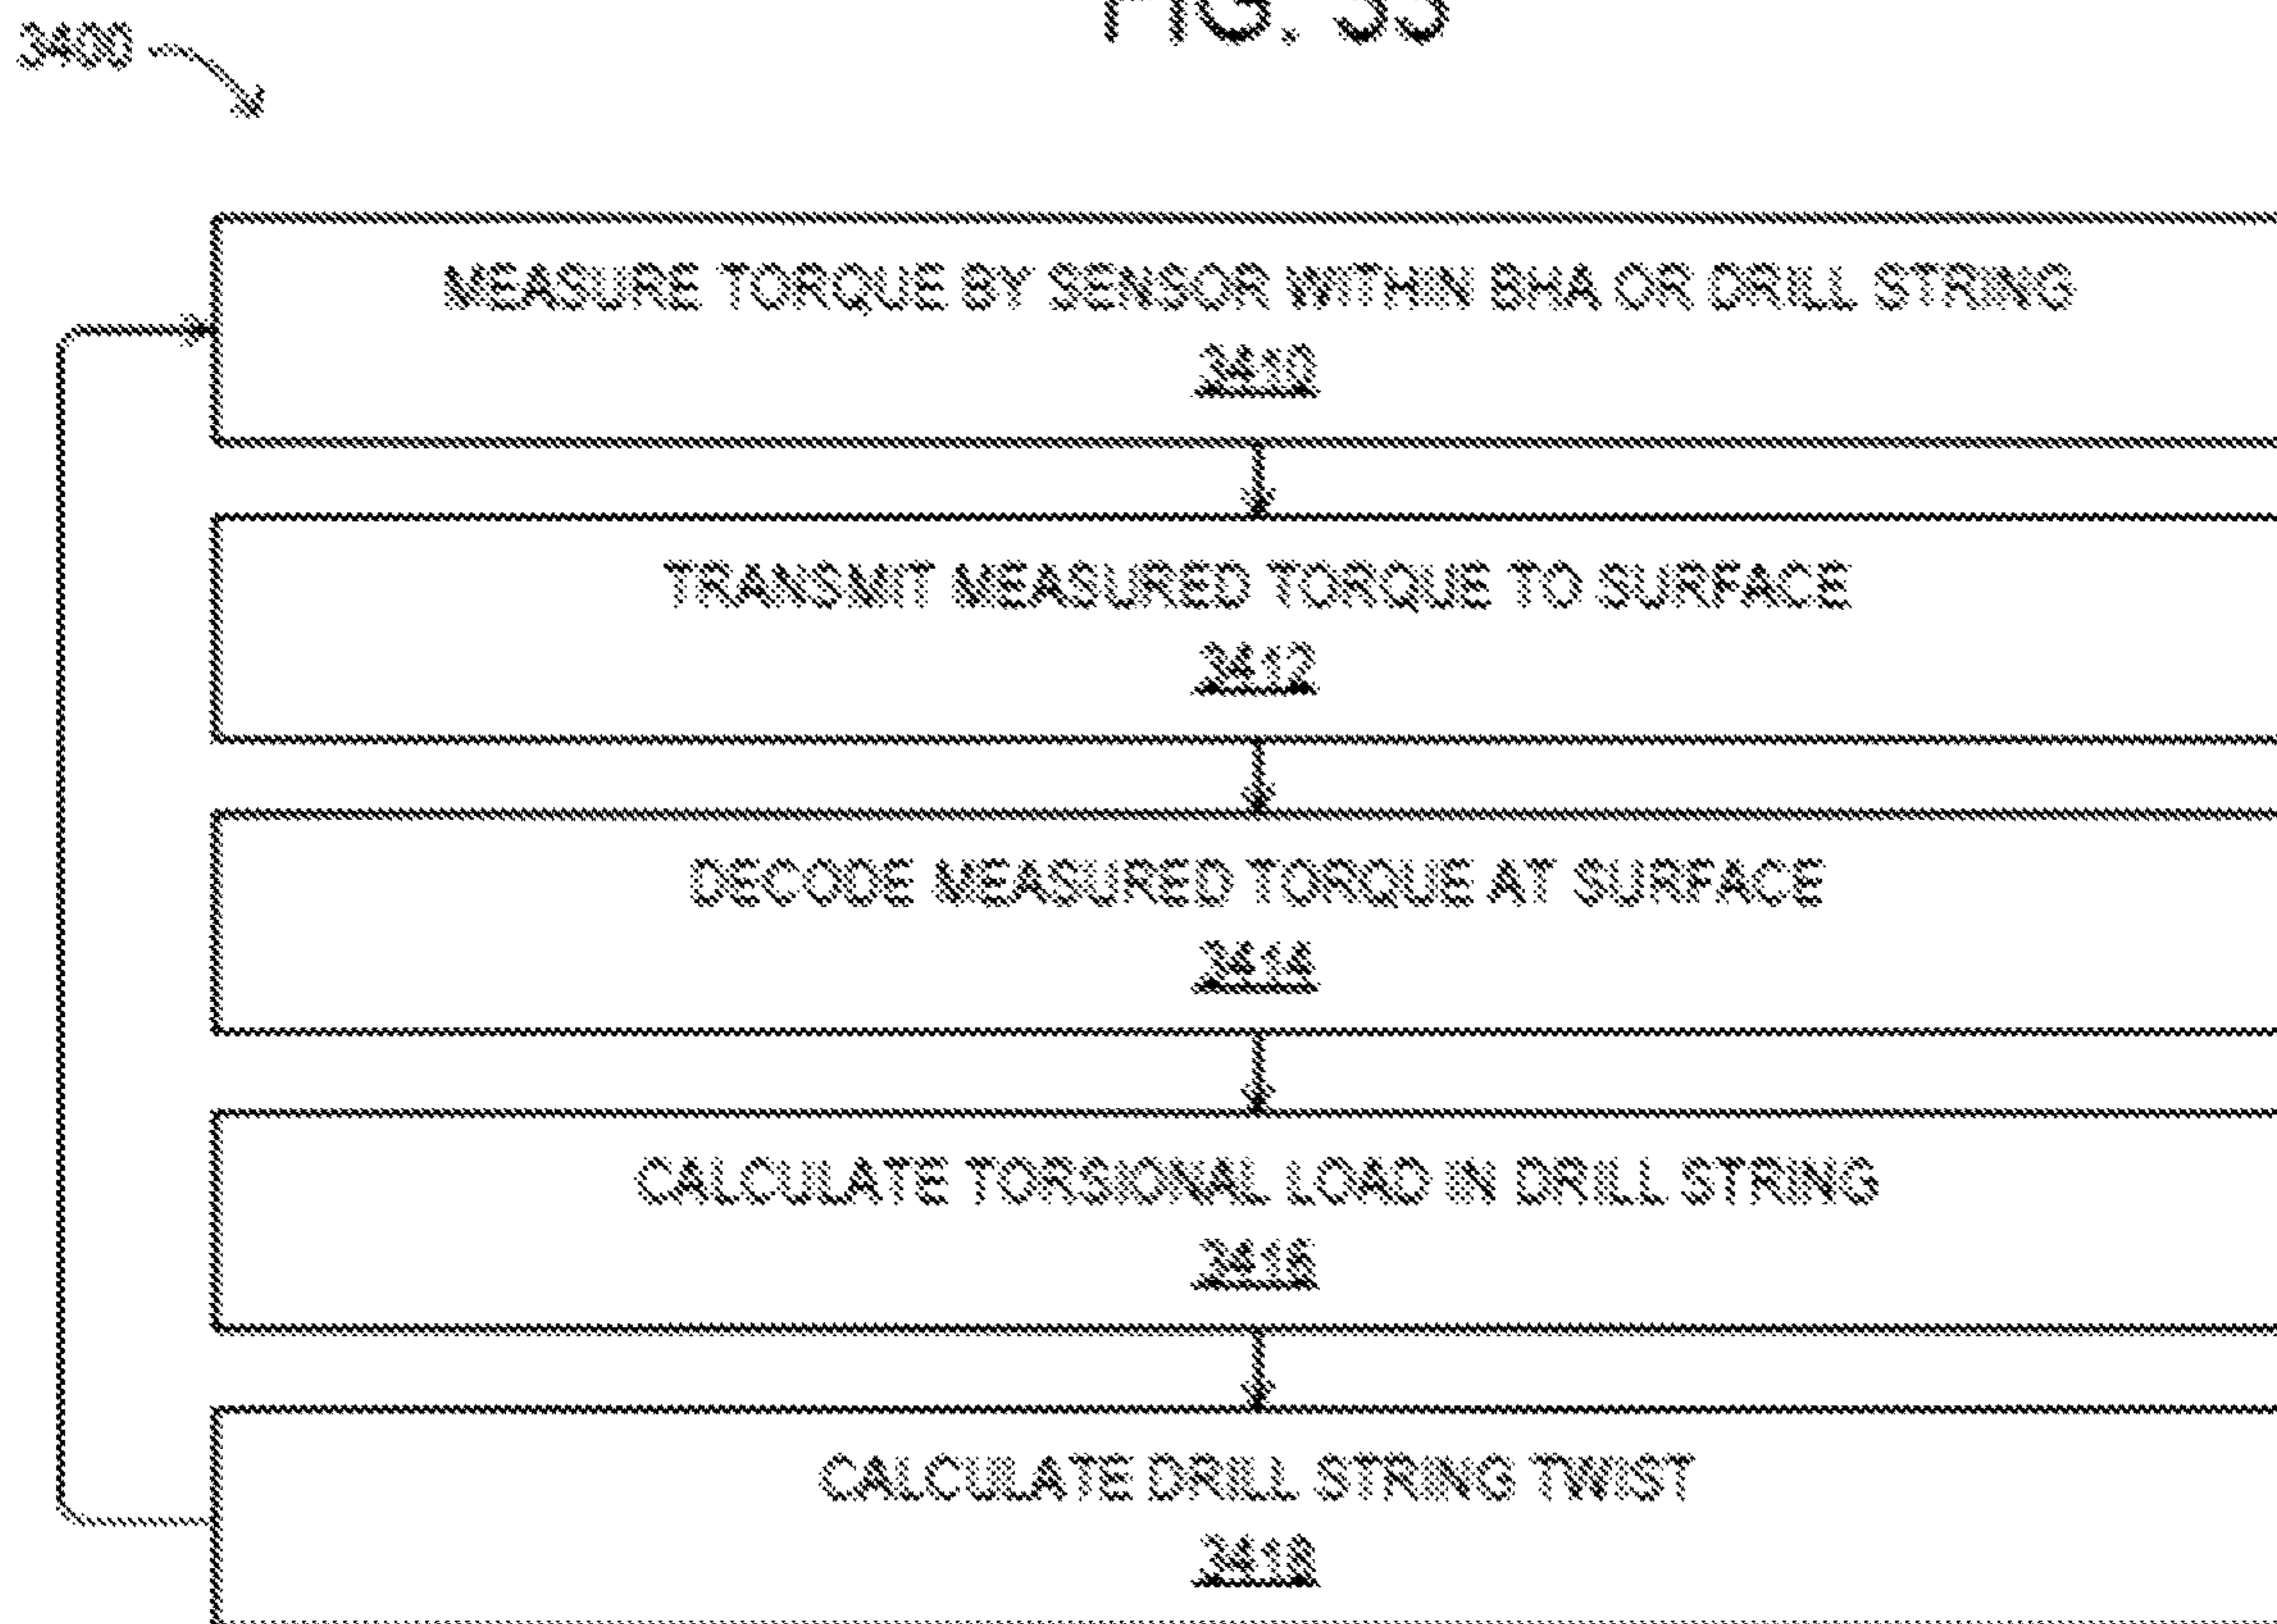 FIG. 33
3400
MEASURE TORQUE BY SENSOR WITHIN BHA OR DRILL STRING
3410
TRANSMIT MEASURED TORQUE TO SURFACE
3412
DECODE MEASURED TORQUE AT SURFACE
3414
CALCULATE TORSIONAL LOAD IN DRILL STRING
3416
CALCULATE DRILL STRING TWIST
3418